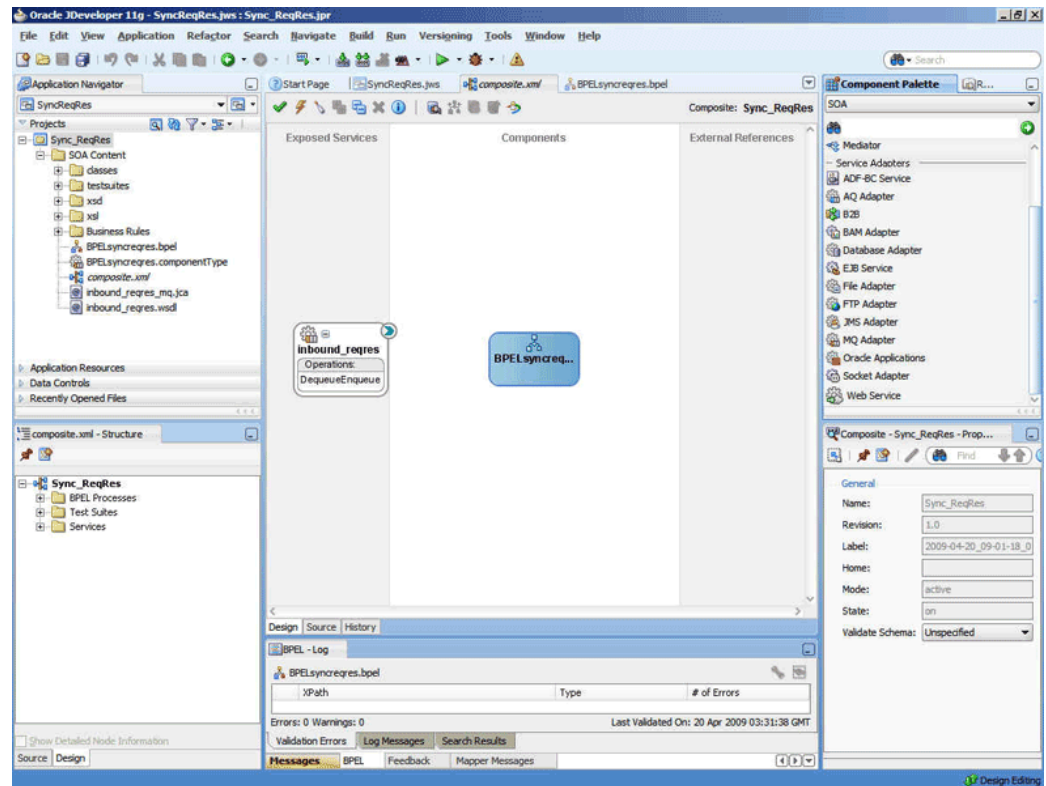 Oracle JDeveloper 11g - SyncReqRes.jws : Sync_ReqRes.jpr
File Edit View Application Refactor Search Navigate Build Run Versioning Tools Window Help
Search
Application Navigator
SyncReqRes
Projects
Sync_ReqRes
SOA Content
classes
testsuites
xsd
xsl
Business Rules
BPELsyncreqres.bpel
BPELsyncreqres.componentType
composite.xml
inbound_reqres_mq.jca
inbound_reqres.wsdl
Application Resources
Data Controls
Recently Opened Files
composite.xml - Structure
Sync_ReqRes
BPEL Processes
Test Suites
Services
Show Detailed Node Information
Source Design
Start Page SyncReqRes.jws composite.xml BPELsyncreqres.bpel
Composite: Sync_ReqRes
Exposed Services Components External References
inbound_reqres
Operations:
DequeueEnqueue
BPELsyncreq...
Design Source History
BPEL - Log
BPELsyncreqres.bpel
XPath Type # of Errors
Errors: 0 Warnings: 0 Last Validated On: 20 Apr 2009 03:31:38 GMT
Validation Errors Log Messages Search Results
Messages BPEL Feedback Mapper Messages
Component Palette R...
SOA
Mediator
Service Adapters
ADF-BC Service
AQ Adapter
B2B
BAM Adapter
Database Adapter
EJB Service
File Adapter
FTP Adapter
JMS Adapter
MQ Adapter
Oracle Applications
Socket Adapter
Web Service
Composite - Sync_ReqRes - Prop...
Find
General
Name: Sync_ReqRes
Revision: 1.0
Label: 2009-04-20_09-01-18_0
Home:
Mode: active
State: on
Validate Schema: Unspecified
Design Editing